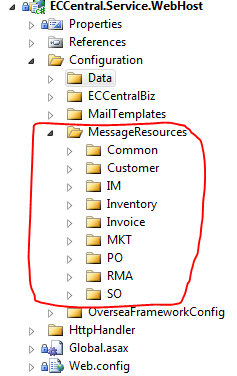 ECCentral.Service.WebHost
Properties
References
Configuration
Data
ECCentralBiz
MailTemplates
MessageResources
Common
Customer
IM
Inventory
Invoice
MKT
PO
RMA
SO
OverseaFrameworkConfig
HttpHandler
Global.asax
Web.config